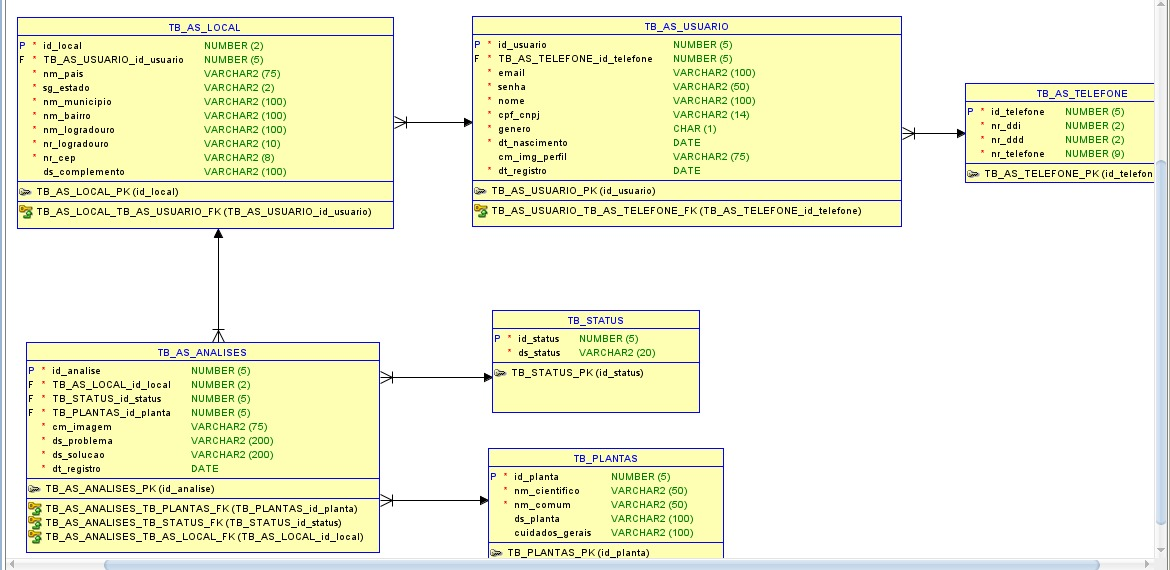 TB_AS_LOCAL
P * id_local NUMBER (2)
F * TB_AS_USUARIO_id_usuario NUMBER (5)
* nm_pais VARCHAR2 (75)
* sg_estado VARCHAR2 (2)
* nm_municipio VARCHAR2 (100)
* nm_bairro VARCHAR2 (100)
* nm_logradouro VARCHAR2 (100)
* nr_logradouro VARCHAR2 (10)
* nr_cep VARCHAR2 (8)
ds_complemento VARCHAR2 (100)
TB_AS_LOCAL_PK (id_local)
TB_AS_LOCAL_TB_AS_USUARIO_FK (TB_AS_USUARIO_id_usuario)
TB_AS_USUARIO
P * id_usuario NUMBER (5)
F * TB_AS_TELEFONE_id_telefone NUMBER (5)
* email VARCHAR2 (100)
* senha VARCHAR2 (50)
* nome VARCHAR2 (100)
* cpf_cnpj VARCHAR2 (14)
* genero CHAR (1)
* dt_nascimento DATE
cm_img_perfil VARCHAR2 (75)
* dt_registro DATE
TB_AS_USUARIO_PK (id_usuario)
TB_AS_USUARIO_TB_AS_TELEFONE_FK (TB_AS_TELEFONE_id_telefone)
TB_AS_TELEFONE
P * id_telefone NUMBER (5)
* nr_ddi NUMBER (2)
* nr_ddd NUMBER (2)
* nr_telefone NUMBER (9)
TB_AS_TELEFONE_PK (id_telefon
TB_AS_ANALISES
P * id_analise NUMBER (5)
F * TB_AS_LOCAL_id_local NUMBER (2)
F * TB_STATUS_id_status NUMBER (5)
F * TB_PLANTAS_id_planta NUMBER (5)
* cm_imagem VARCHAR2 (75)
* ds_problema VARCHAR2 (200)
* ds_solucao VARCHAR2 (200)
* dt_registro DATE
TB_AS_ANALISES_PK (id_analise)
TB_AS_ANALISES_TB_PLANTAS_FK (TB_PLANTAS_id_planta)
TB_AS_ANALISES_TB_STATUS_FK (TB_STATUS_id_status)
TB_AS_ANALISES_TB_AS_LOCAL_FK (TB_AS_LOCAL_id_local)
TB_STATUS
P * id_status NUMBER (5)
* ds_status VARCHAR2 (20)
TB_STATUS_PK (id_status)
TB_PLANTAS
P * id_planta NUMBER (5)
* nm_cientifico VARCHAR2 (50)
* nm_comum VARCHAR2 (50)
ds_planta VARCHAR2 (100)
cuidados_gerais VARCHAR2 (100)
TB_PLANTAS_PK (id_planta)